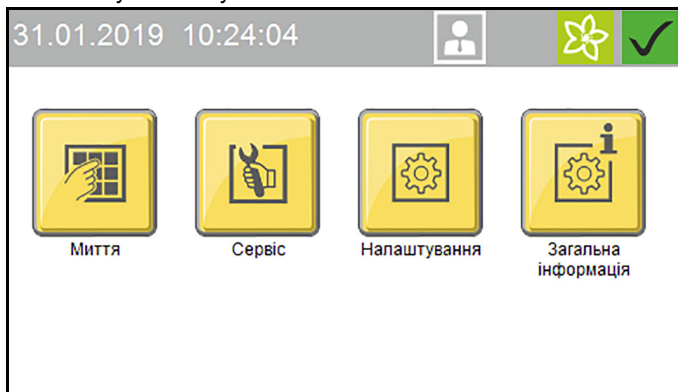 31.01.2019 10:24:04
Миття
Сервіс
Налаштування
Загальна
інформація